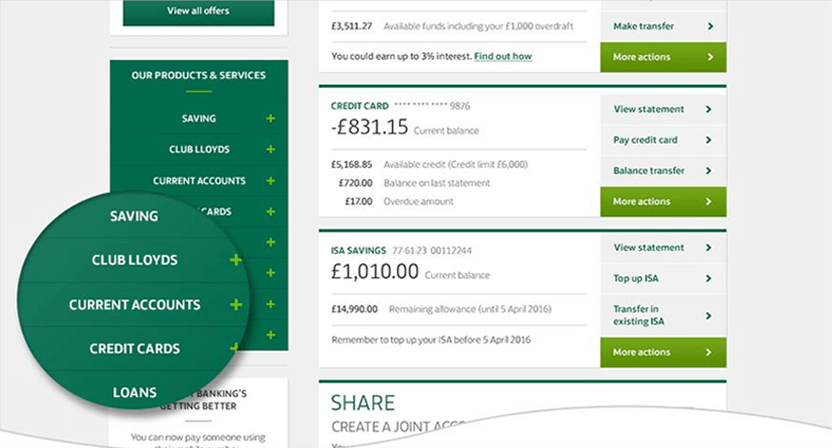 View all offers
OUR PRODUCTS & SERVICES
SAVING
CLUB LLOYDS
CURRENT ACCOUNTS
CARDS
SAVING
CLUB LLOYDS
CURRENT ACCOUNTS
CREDIT CARDS
LOANS
BANKING'S
GETTING BETTER
You can now pay someone using
£3,511.27 Available funds including your £1,000 overdraft
You could earn up to 3% interest. Find out how
Make transfer
More actions
CREDIT CARD **** **** **** 9876
-£831.15 Current balance
£5,168.85 Available credit (Credit limit £6,000)
£720.00 Balance on last statement
£17.00 Overdue amount
View statement
Pay credit card
Balance transfer
More actions
ISA SAVINGS 77-61-23 00112244
£1,010.00 Current balance
£14,990.00 Remaining allowance (until 5 April 2016)
Remember to top up your ISA before 5 April 2016
View statement
Top up ISA
Transfer in
existing ISA
More actions
SHARE
CREATE A JOINT